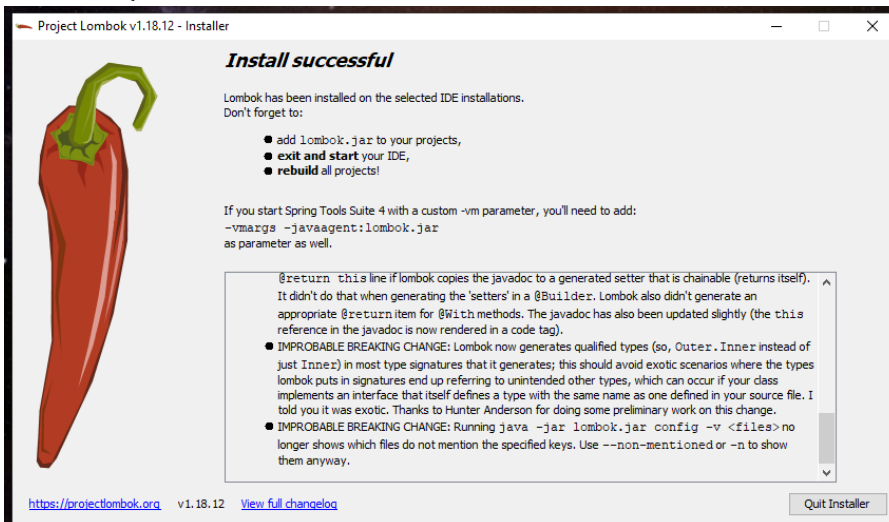 Project Lombok v1.18.12 - Installer
Install successful
Lombok has been installed on the selected IDE installations.
Don't forget to:
add lombok.jar to your projects,
exit and start your IDE,
rebuild all projects!
If you start Spring Tools Suite 4 with a custom -vm parameter, you'll need to add:
-vmargs -javaagent:lombok.jar
as parameter as well.
@return this line if lombok copies the javadoc to a generated setter that is chainable (returns itself).
It didn't do that when generating the 'setters' in a @Builder. Lombok also didn't generate an
appropriate @return item for @With methods. The javadoc has also been updated slightly (the this
reference in the javadoc is now rendered in a code tag).
IMPROBABLE BREAKING CHANGE: Lombok now generates qualified types (so, Outer.Inner instead of
just Inner) in most type signatures that it generates; this should avoid exotic scenarios where the types
lombok puts in signatures end up referring to unintended other types, which can occur if your class
implements an interface that itself defines a type with the same name as one defined in your source file. I
told you it was exotic. Thanks to Hunter Anderson for doing some preliminary work on this change.
IMPROBABLE BREAKING CHANGE: Running java -jar lombok.jar config -v <files> no
longer shows which files do not mention the specified keys. Use --non-mentioned or -n to show
them anyway.
https://projectlombok.org v1.18.12 View full changelog Quit Installer